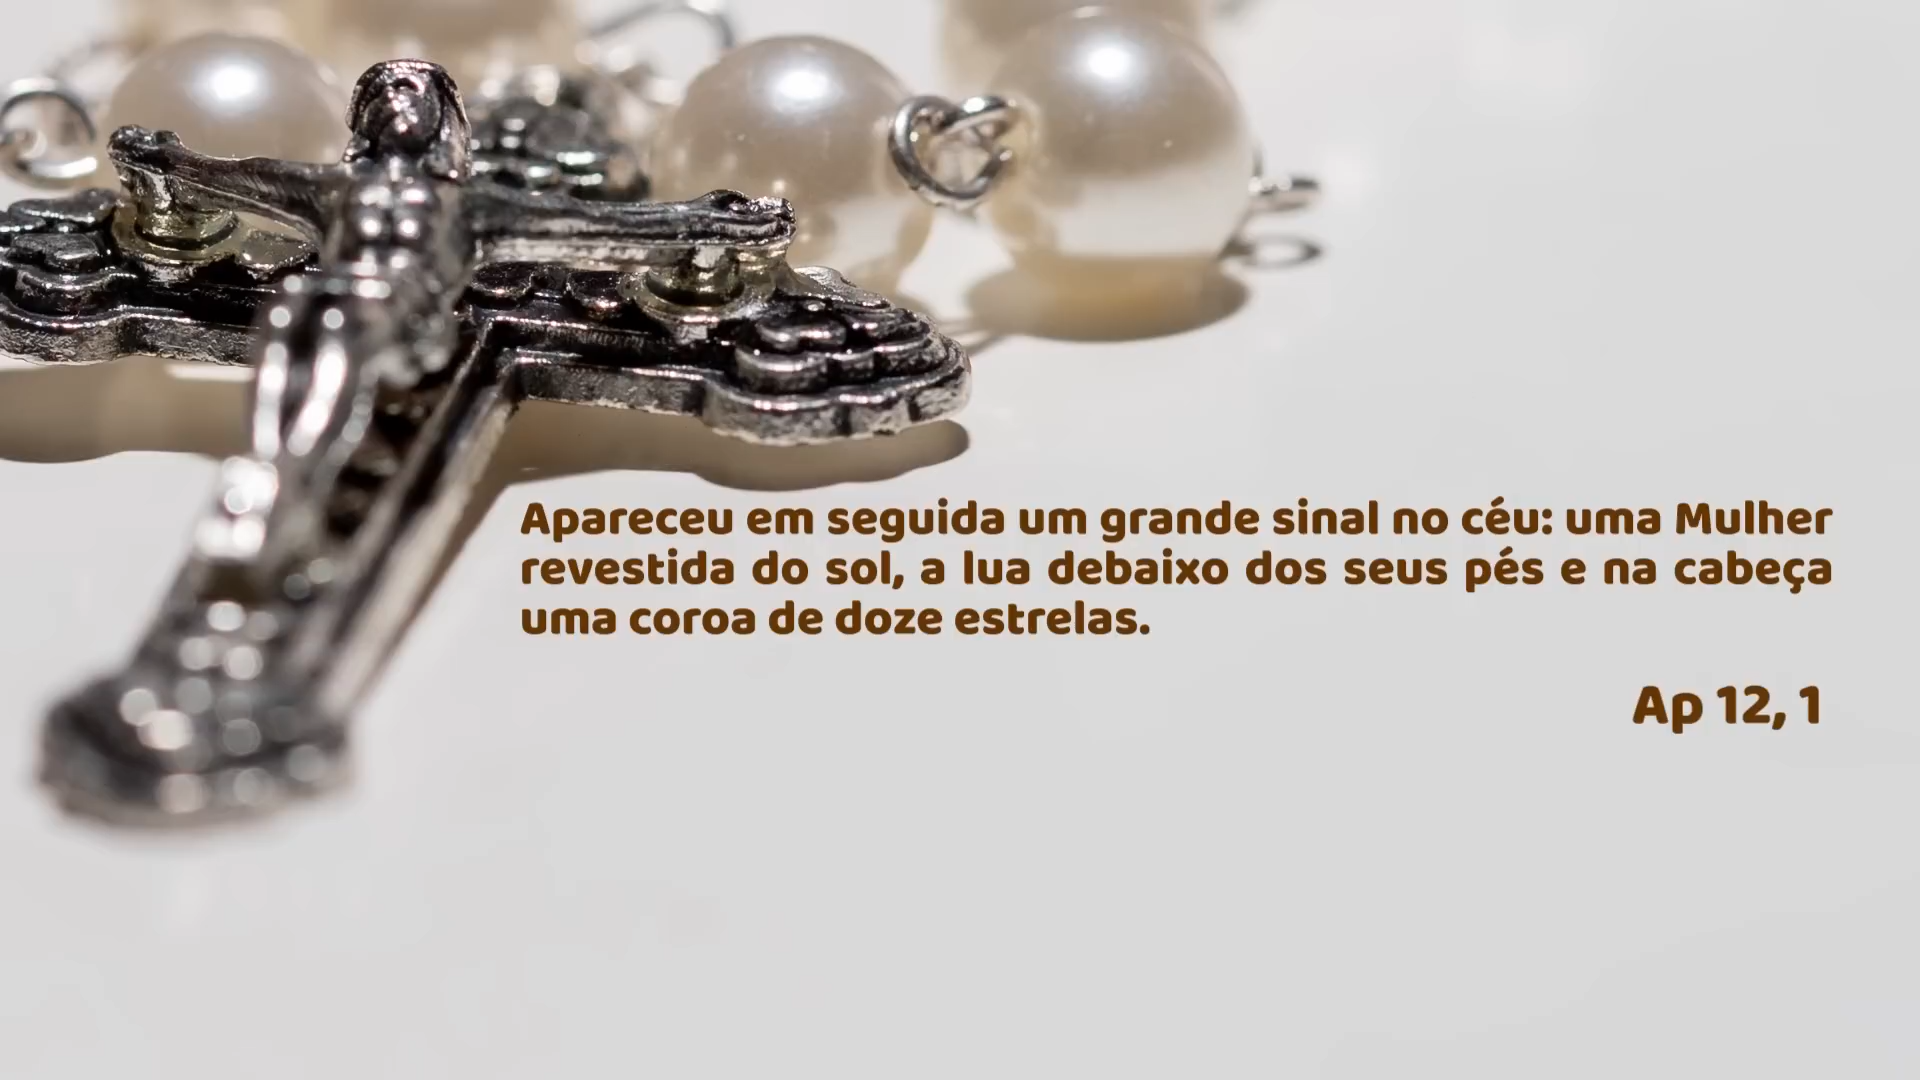 Apareceu em seguida um grande sinal no céu: uma Mulher
revestida do sol, a lua debaixo dos seus pés e na cabeça
uma coroa de doze estrelas.
Ap 12, 1